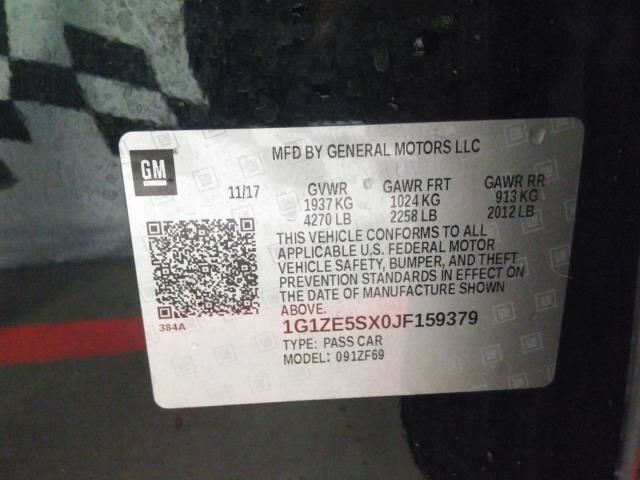 GM
MFD BY GENERAL MOTORS LLC
11/17 GVWR GAWR FRT GAWR RR
1937 KG 1024 KG 913 KG
4270 LB 2258 LB 2012 LB
THIS VEHICLE CONFORMS TO ALL
APPLICABLE U.S. FEDERAL MOTOR
VEHICLE SAFETY, BUMPER, AND THEFT
PREVENTION STANDARDS IN EFFECT ON
THE DATE OF MANUFACTURE SHOWN
ABOVE.
384A
1G1ZE5SX0JF159379
TYPE: PASS CAR
MODEL: 091ZF69